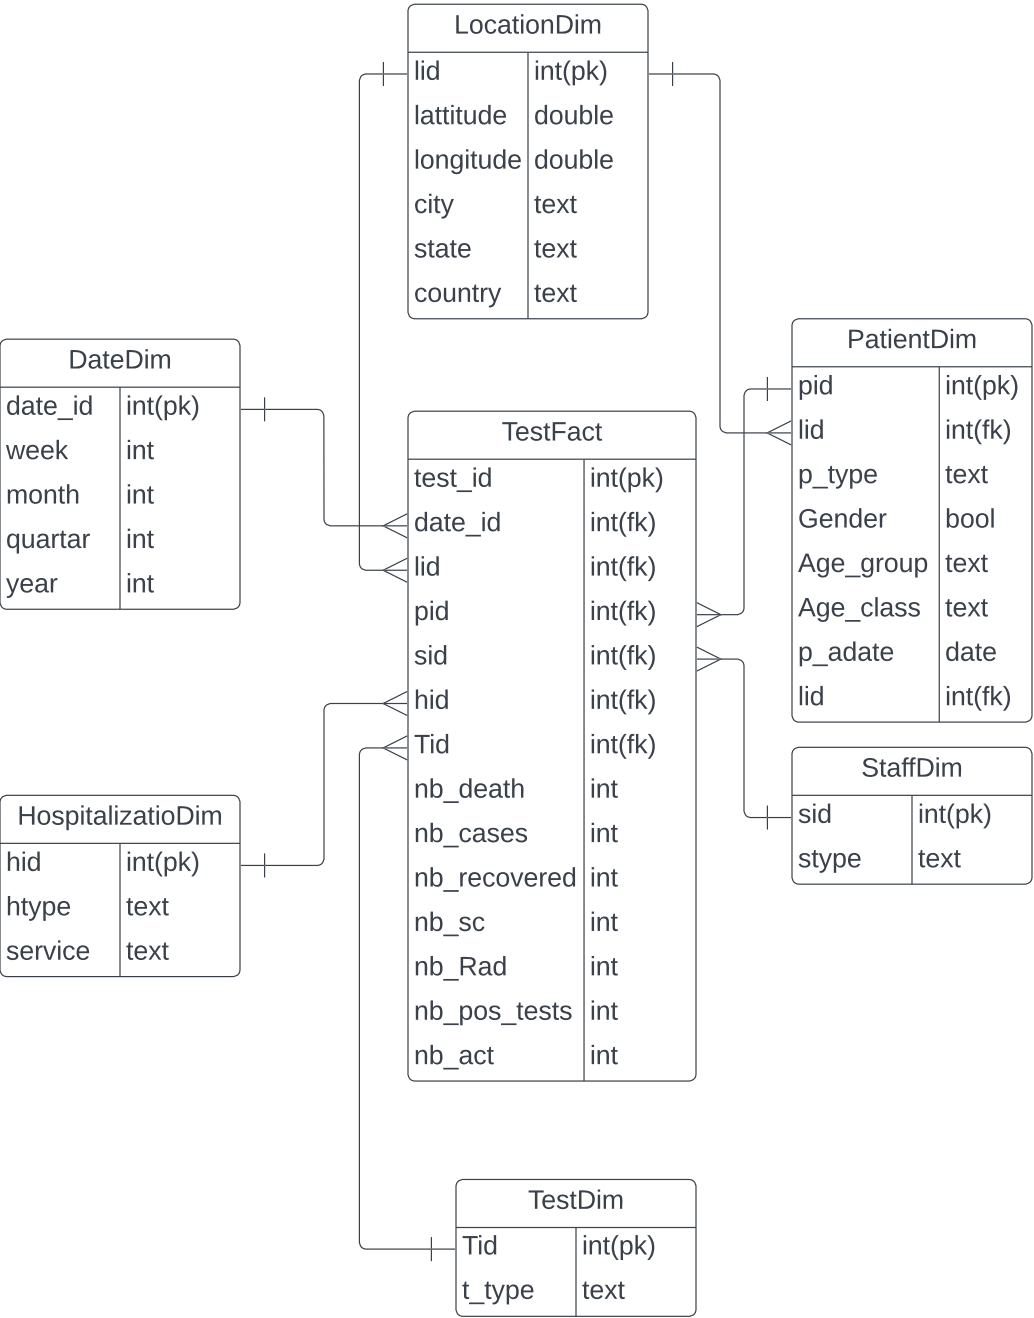 LocationDim
lid int(pk)
lattitude double
longitude double
city text
state text
country text
DateDim
date_id int(pk)
week int
month int
quartar int
year int
PatientDim
pid int(pk)
lid int(fk)
p_type text
Gender bool
Age_group text
Age_class text
p_adate date
lid int(fk)
TestFact
test_id int(pk)
date_id int(fk)
lid int(fk)
pid int(fk)
sid int(fk)
hid int(fk)
Tid int(fk)
nb_death int
nb_cases int
nb_recovered int
nb_sc int
nb_Rad int
nb_pos_tests int
nb_act int
StaffDim
sid int(pk)
stype text
HospitalizatioDim
hid int(pk)
htype text
service text
TestDim
Tid int(pk)
t_type text